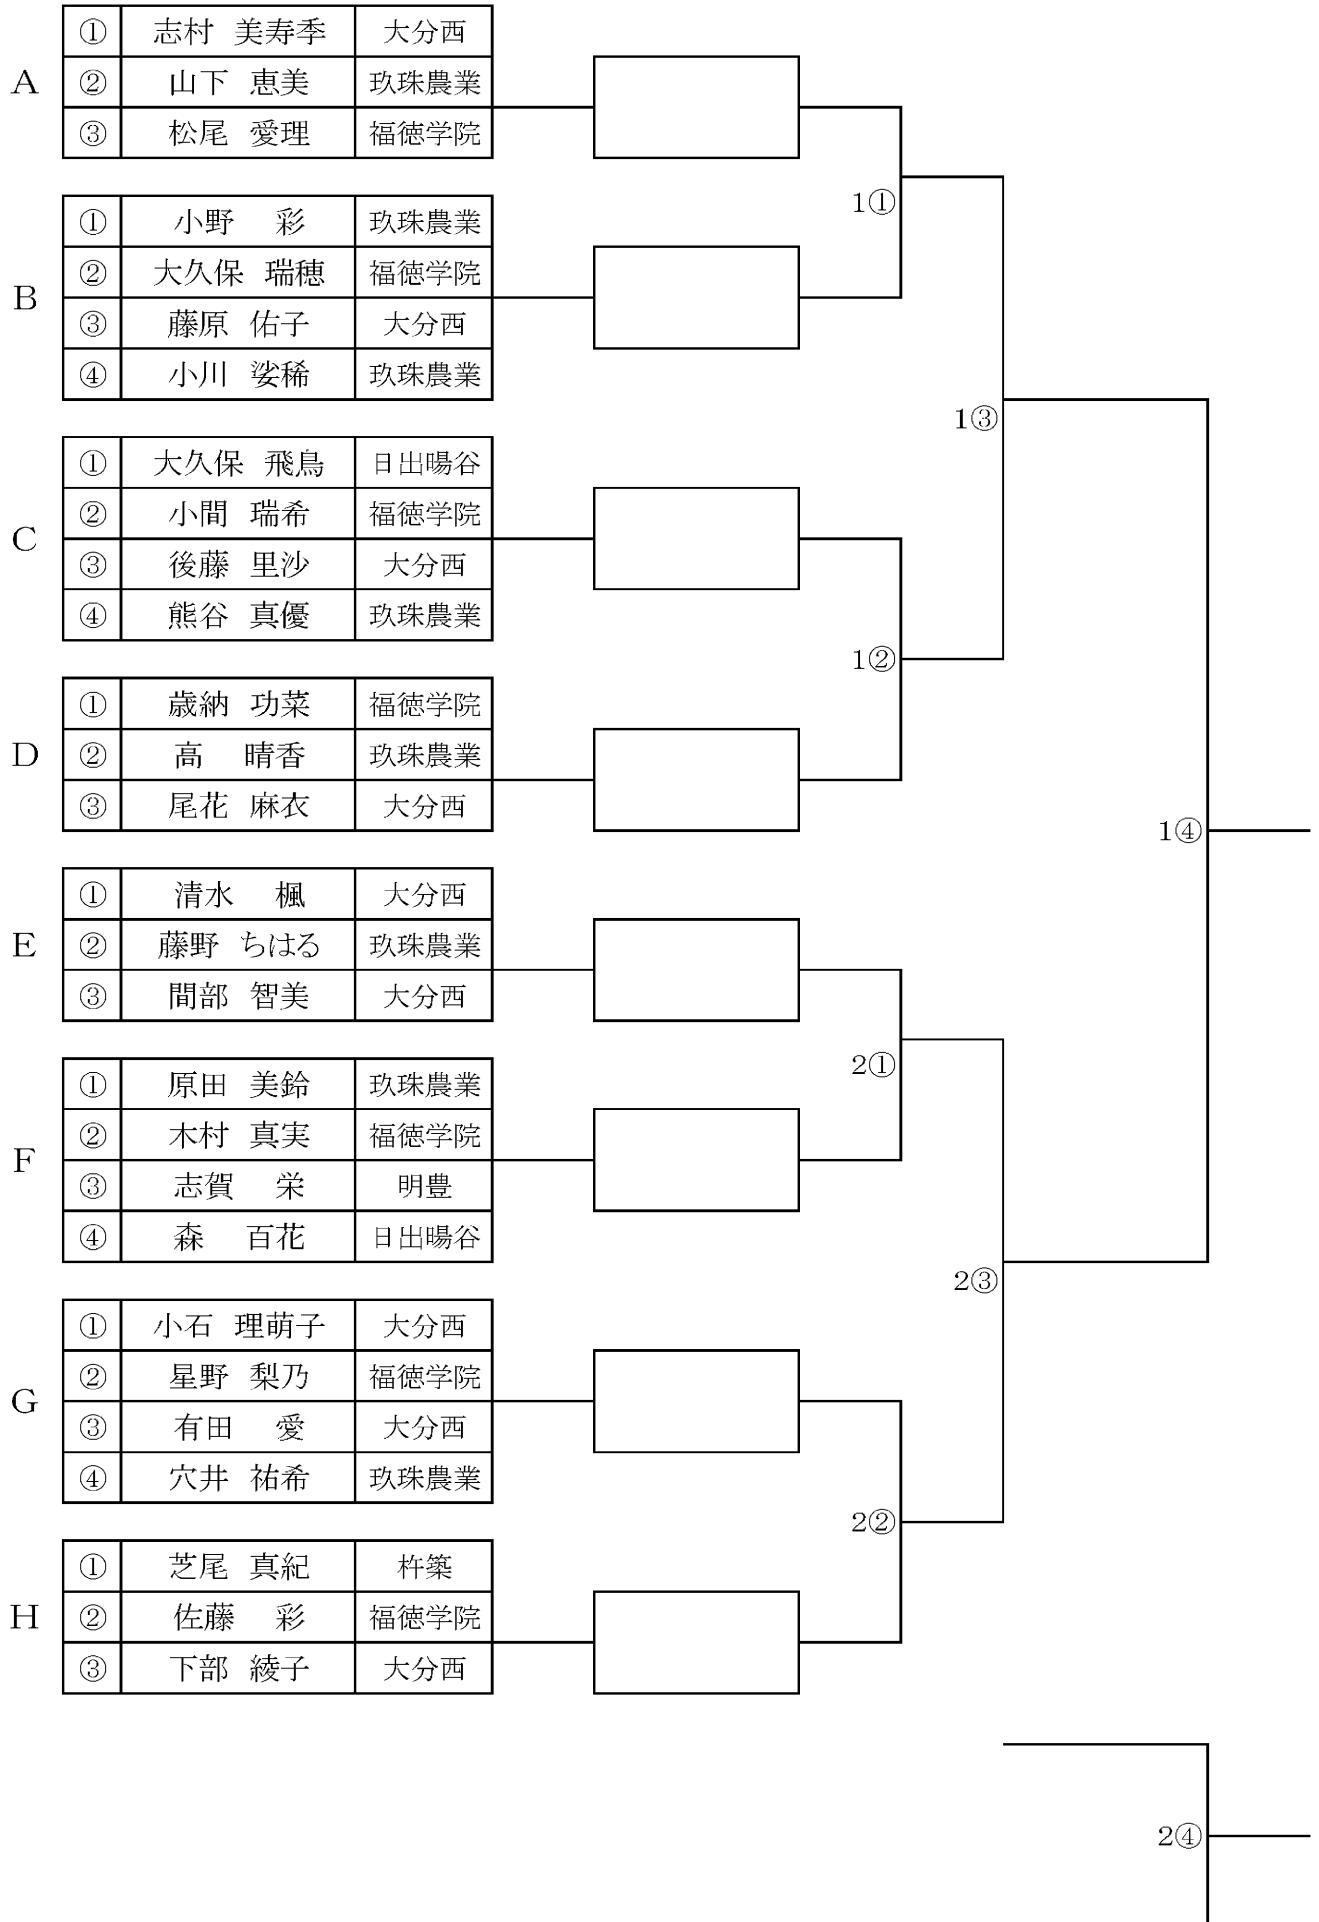 A
① 志村 美寿季 大分西
② 山下 恵美 玖珠農業
③ 松尾 愛理 福徳学院
B
① 小野 彩 玖珠農業
② 大久保 瑞穂 福徳学院
③ 藤原 佑子 大分西
④ 小川 挲稀 玖珠農業
1①
C
① 大久保 飛鳥 日出暘谷
② 小間 瑞希 福徳学院
③ 後藤 里沙 大分西
④ 熊谷 真優 玖珠農業
1③
1②
D
① 歳納 功菜 福徳学院
② 高 晴香 玖珠農業
③ 尾花 麻衣 大分西
1④
E
① 清水 楓 大分西
② 藤野 ちはる 玖珠農業
③ 間部 智美 大分西
2①
F
① 原田 美鈴 玖珠農業
② 木村 真実 福徳学院
③ 志賀 栄 明豊
④ 森 百花 日出暘谷
2③
G
① 小石 理萌子 大分西
② 星野 梨乃 福徳学院
③ 有田 愛 大分西
④ 穴井 祐希 玖珠農業
2②
H
① 芝尾 真紀 杵築
② 佐藤 彩 福徳学院
③ 下部 綾子 大分西
2④